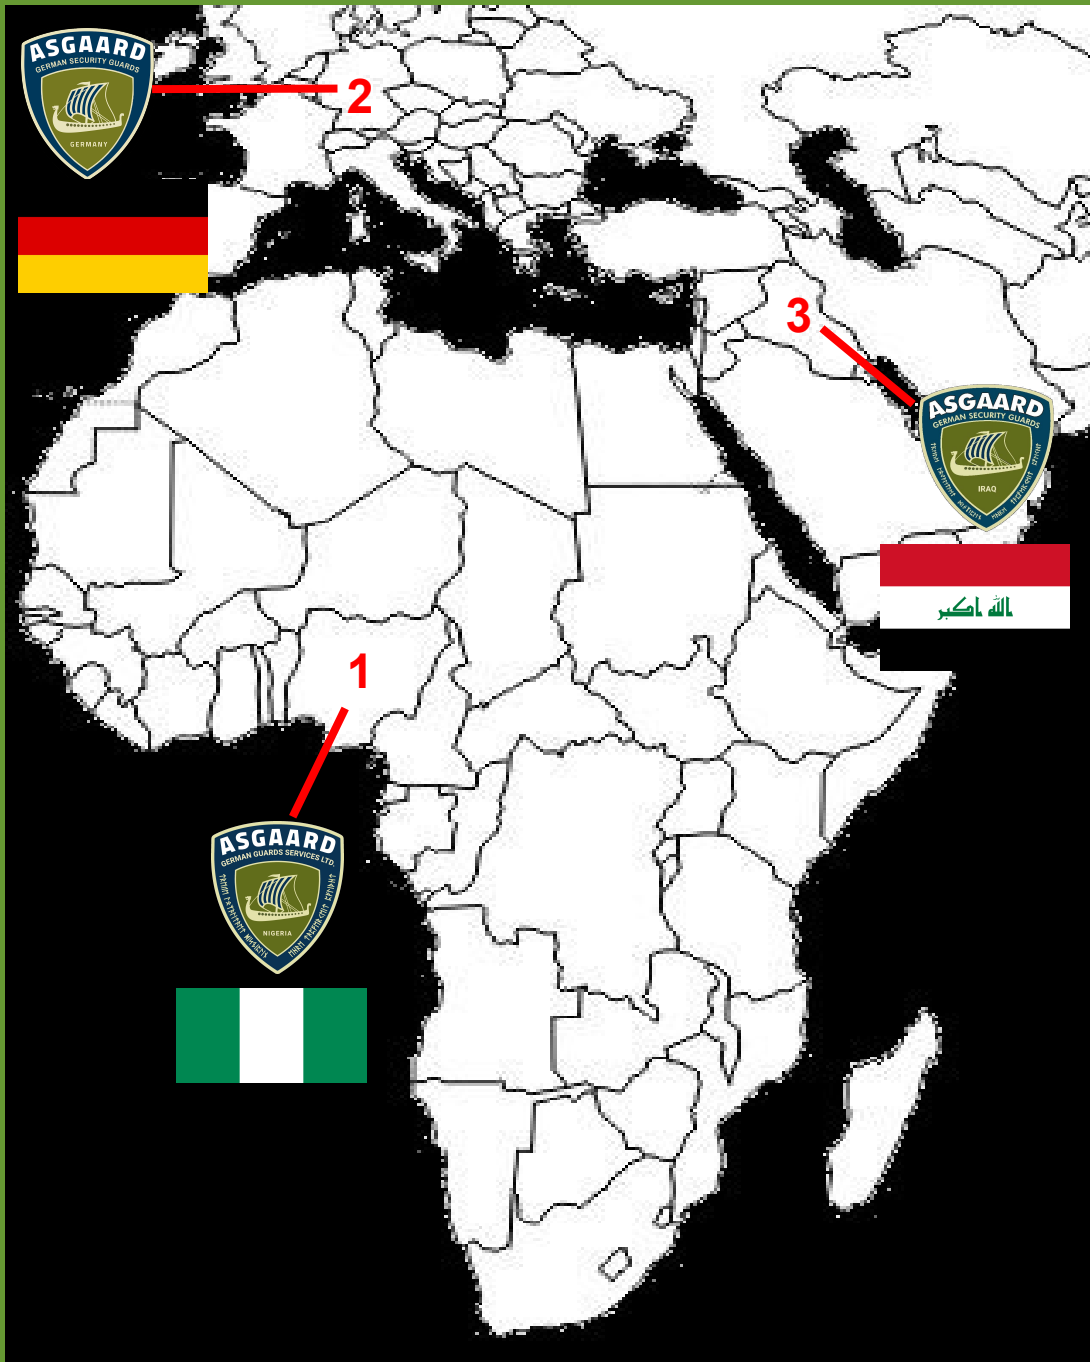 ASGAARD
GERMAN SECURITY GUARDS
GERMANY
2
3
ASGAARD
GERMAN SECURITY GUARDS
IRAQ
الله اكبر
1
ASGAARD
GERMAN GUARDS SERVICES LTD.
NIGERIA